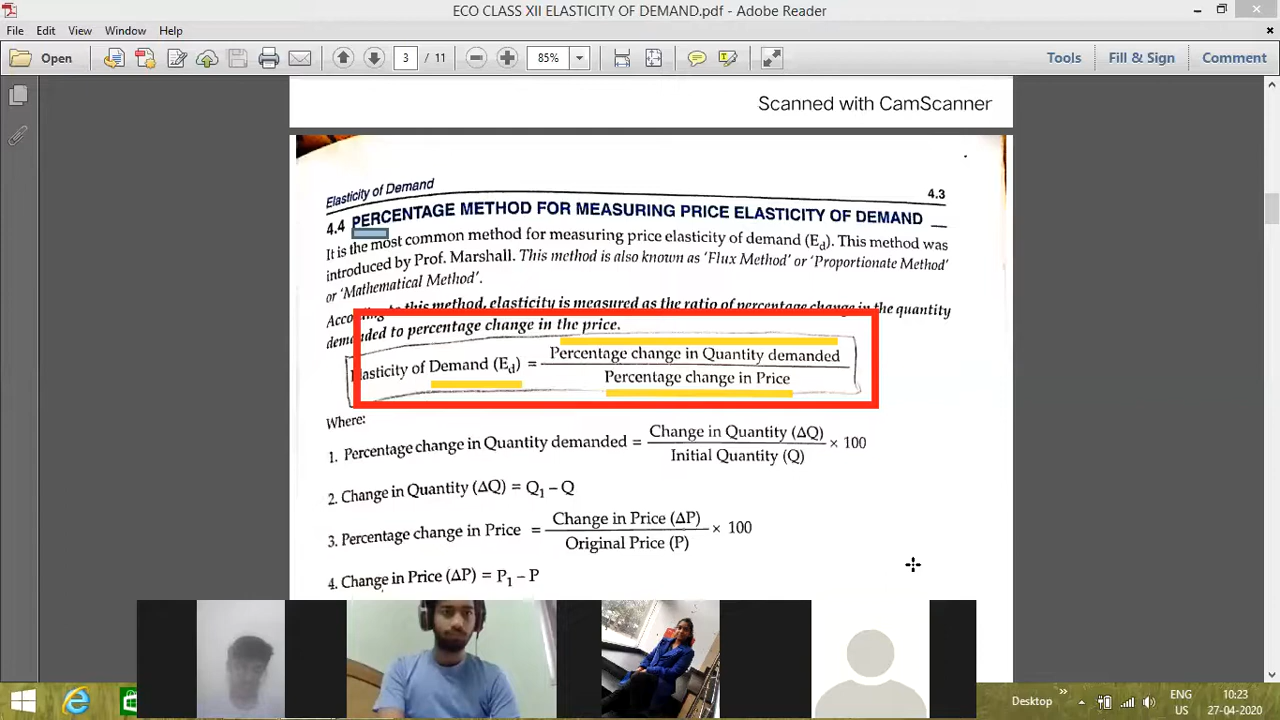 ECO CLASS XII ELASTICITY OF DEMAND.pdf - Adobe Reader
File Edit View Window Help
Open 3 / 11 85% Tools Fill & Sign Comment
Scanned with CamScanner
Elasticity of Demand 4.3
4.4 PERCENTAGE METHOD FOR MEASURING PRICE ELASTICITY OF DEMAND
It is the most common method for measuring price elasticity of demand (Ed). This method was
introduced by Prof. Marshall. This method is also known as 'Flux Method' or 'Proportionate Method'
or 'Mathematical Method'.
this method, elasticity is measured as the ratio of percentage change in the quantity
demanded to percentage change in the price.
Elasticity of Demand (Ed) = Percentage change in Quantity demanded
Percentage change in Price
Where:
1. Percentage change in Quantity demanded = Change in Quantity (ΔQ) × 100
Initial Quantity (Q)
2. Change in Quantity (ΔQ) = Q1 – Q
3. Percentage change in Price = Change in Price (ΔP) × 100
Original Price (P)
4. Change in Price (ΔP) = P1 – P
Desktop ENG 10:23
US 27-04-2020